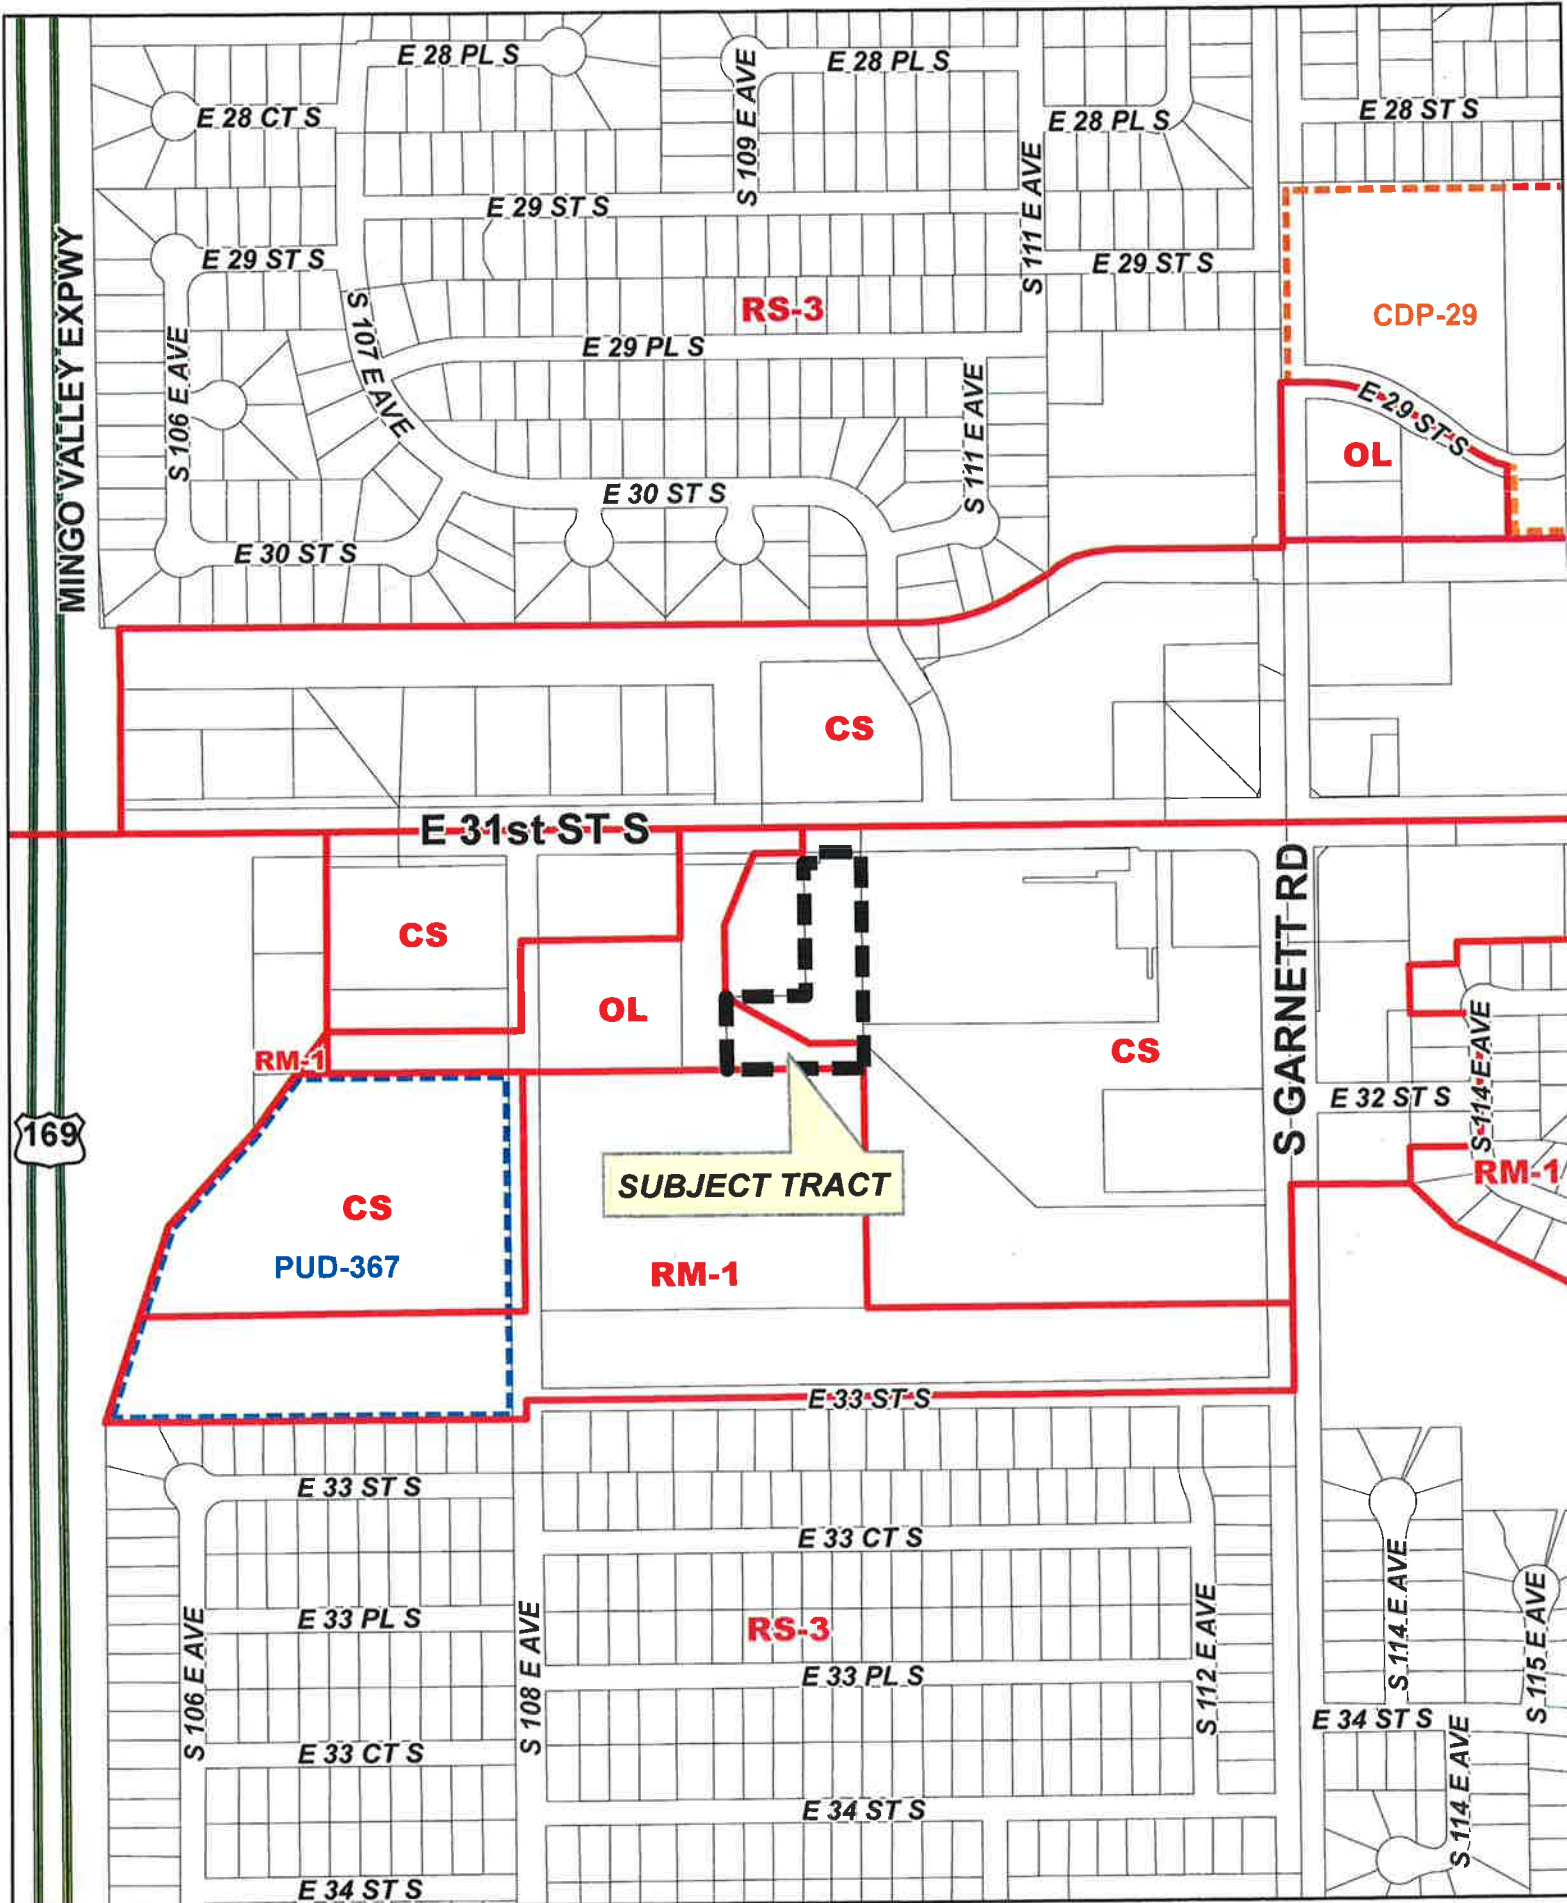 E 28 PL S
E 28 PL S
E 28 CT S
S 109 E AVE
E 28 PL S
E 28 ST S
E 29 ST S
S 111 E AVE
E 29 ST S
E 29 ST S
MINGO VALLEY EXPWY
S 107 E AVE
RS-3
CDP-29
E 29 PL S
S 106 E AVE
S 111 E AVE
E 29 ST S
OL
E 30 ST S
E 30 ST S
CS
E 31st ST S
S GARNETT RD
CS
OL
RM-1
CS
S 114 E AVE
E 32 ST S
169
SUBJECT TRACT
RM-1
CS
PUD-367
RM-1
E 33 ST S
E 33 ST S
E 33 CT S
S 114 E AVE
S 115 E AVE
S 106 E AVE
E 33 PL S
S 108 E AVE
RS-3
S 112 E AVE
E 33 PL S
E 34 ST S
S 114 E AVE
E 33 CT S
E 34 ST S
E 34 ST S